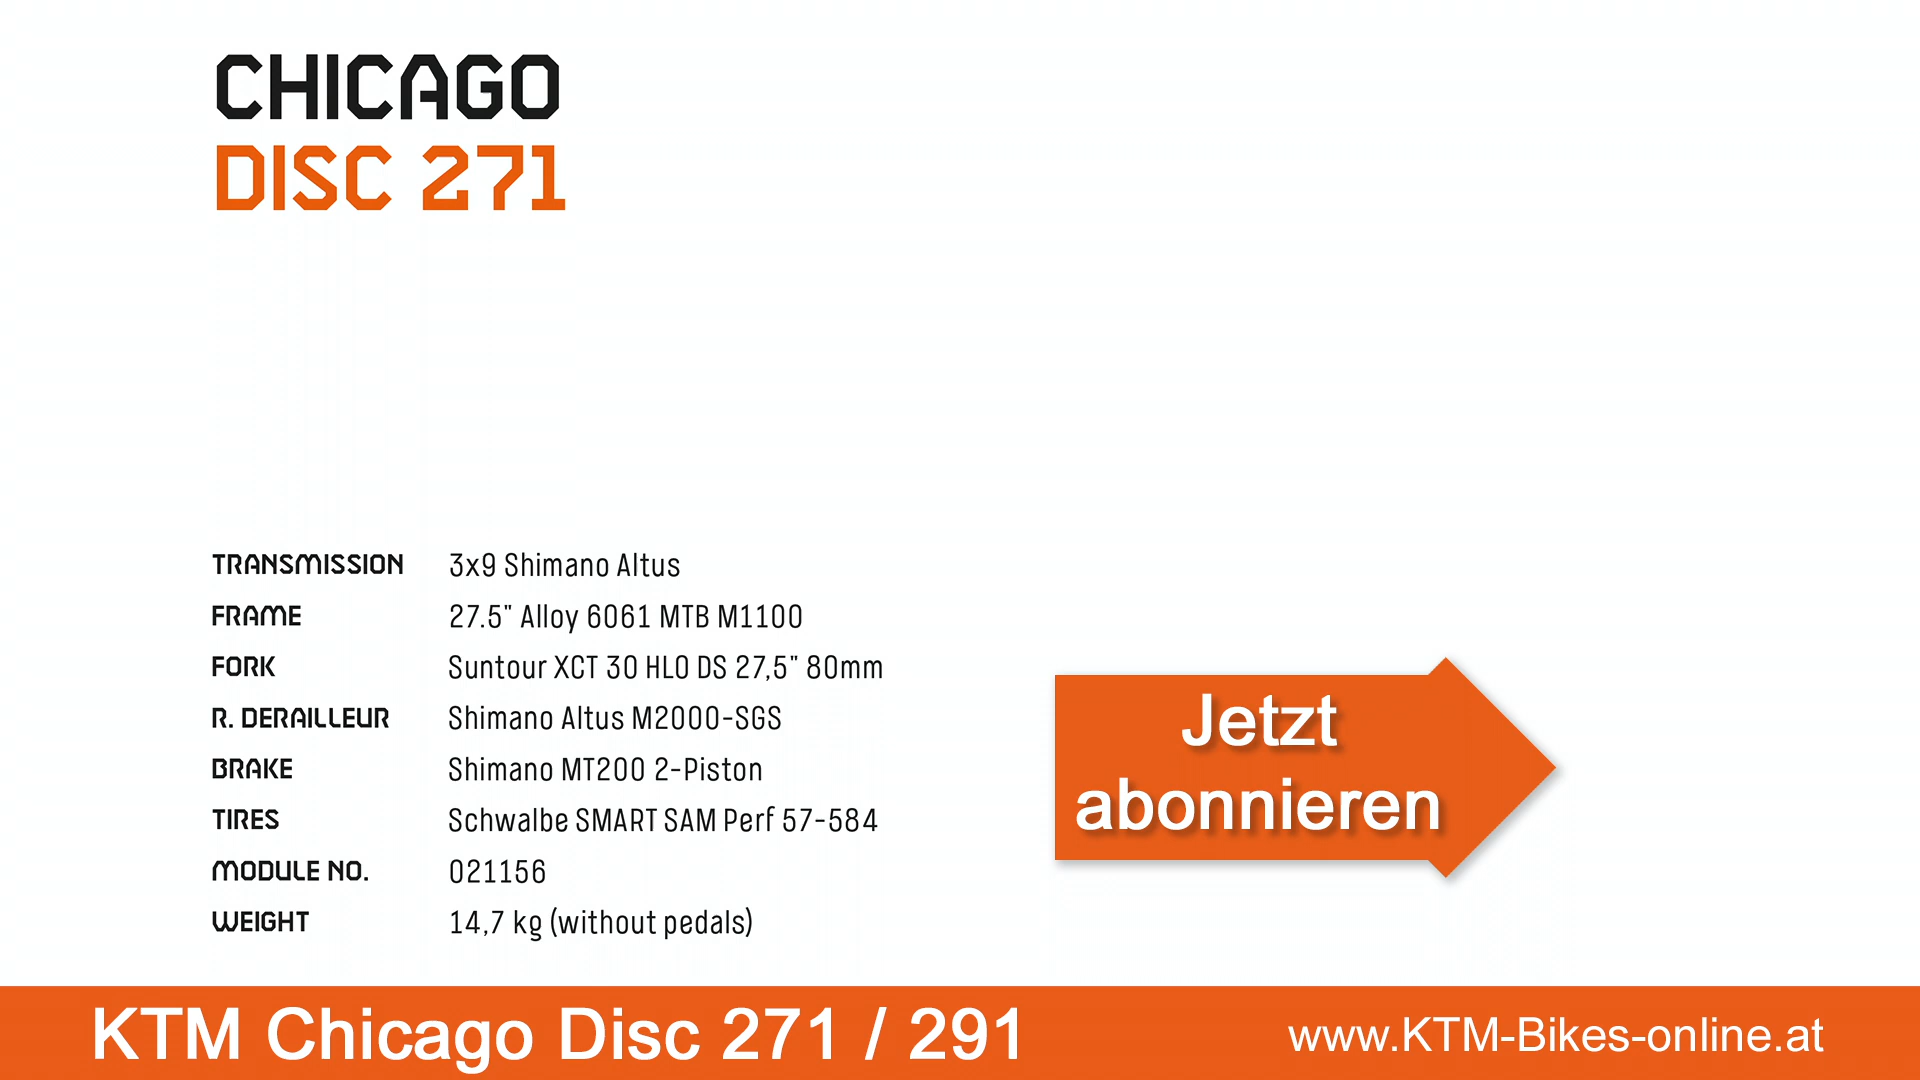 CHICAGO
DISC 271
TRANSMISSION 3x9 Shimano Altus
FRAME 27.5" Alloy 6061 MTB M1100
FORK Suntour XCT 30 HLO DS 27,5" 80mm
R. DERAILLEUR Shimano Altus M2000-SGS
BRAKE Shimano MT200 2-Piston
TIRES Schwalbe SMART SAM Perf 57-584
MODULE NO. 021156
WEIGHT 14,7 kg (without pedals)
Jetzt
abonnieren
KTM Chicago Disc 271 / 291
www.KTM-Bikes-online.at